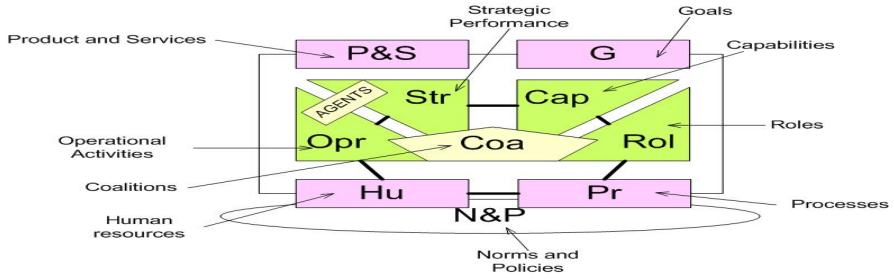 Strategic
Performance
Goals
Product and Services
P&S
G
Capabilities
AGENTS
Str
Cap
Operational
Activities
Opr
Coa
Rol
Roles
Coalitions
Hu
Pr
Processes
Human
resources
N&P
Norms and
Policies